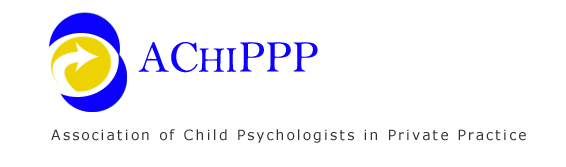 ACHIPPP
Association of Child Psychologists in Private Practice